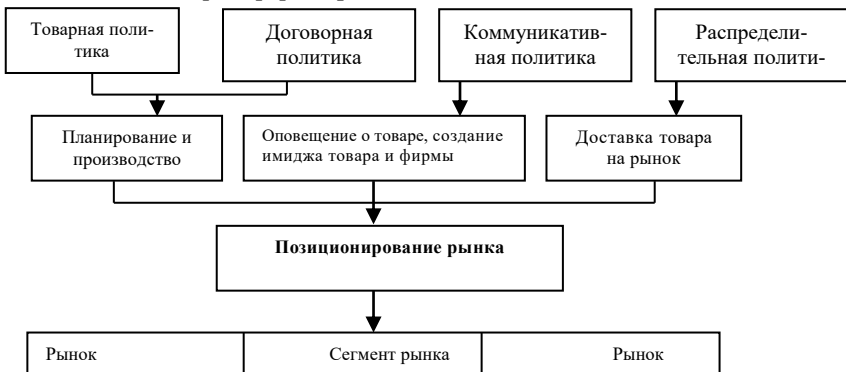 Товарная поли-
тика
Договорная
политика
Коммуникатив-
ная политика
Распредели-
тельная полити-
Планирование и
производство
Оповещение о товаре, создание
имиджа товара и фирмы
Доставка товара
на рынок
Позиционирование рынка
Рынок
Сегмент рынка
Рынок